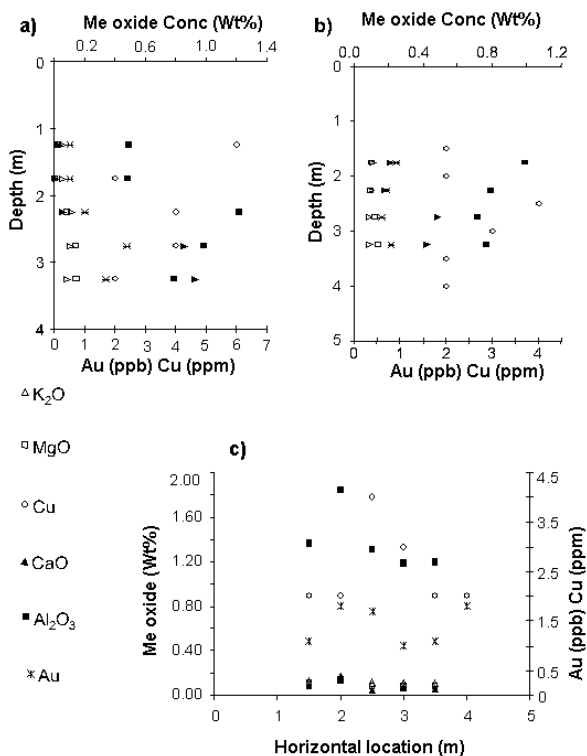 Me oxide Conc (Wt%)
a)
0.2 0.6 1 1.4
0
1
2
3
4
Depth (m)
0 1 2 3 4 5 6 7
Au (ppb) Cu (ppm)
Me oxide Conc (Wt%)
b)
0 0.2 0.4 0.6 0.8 1 1.2
0
1
2
3
4
5
Depth (m)
0 1 2 3 4
Au (ppb) Cu (ppm)
K2O
MgO
Cu
CaO
Al2O3
Au
c)
2.00
1.60
1.20
0.80
0.40
0.00
Me oxide (Wt%)
4.5
3.5
2.5
1.5
0.5
0
Au (ppb) Cu (ppm)
0 1 2 3 4 5
Horizontal location (m)